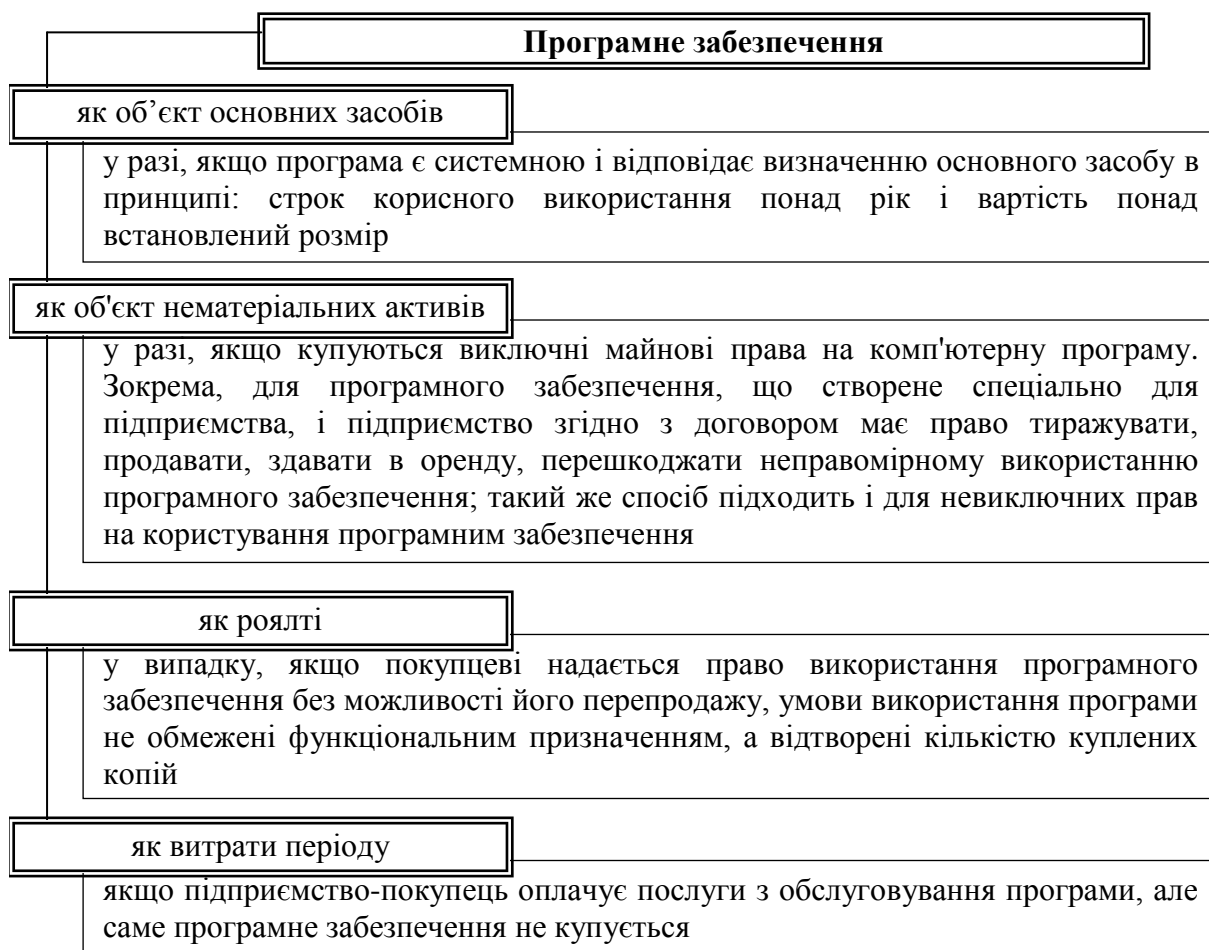 Програмне забезпечення
як об’єкт основних засобів
у разі, якщо програма є системною і відповідає визначенню основного засобу в
принципі: строк корисного використання понад рік і вартість понад
встановлений розмір
як об'єкт нематеріальних активів
у разі, якщо купуються виключні майнові права на комп'ютерну програму.
Зокрема, для програмного забезпечення, що створене спеціально для
підприємства, і підприємство згідно з договором має право тиражувати,
продавати, здавати в оренду, перешкоджати неправомірному використанню
програмного забезпечення; такий же спосіб підходить і для невиключних прав
на користування програмним забезпечення
як роялті
у випадку, якщо покупцеві надається право використання програмного
забезпечення без можливості його перепродажу, умови використання програми
не обмежені функціональним призначенням, а відтворені кількістю куплених
копій
як витрати періоду
якщо підприємство-покупець оплачує послуги з обслуговування програми, але
саме програмне забезпечення не купується